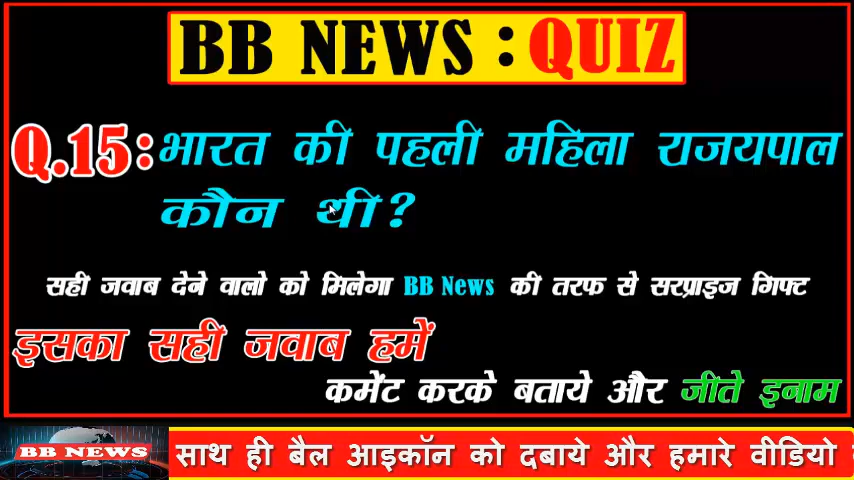 BB NEWS : QUIZ
Q.15: भारत की पहली महिला राजयपाल
कौन थी?
सही जवाब देने वालो को मिलेगा BB News की तरफ से सरप्राइज गिफ्ट
इसका सही जवाब हमें
कमेंट करके बताये और जीते इनाम
BB NEWS साथ ही बैल आइकॉन को दबाये और हमारे वीडियो